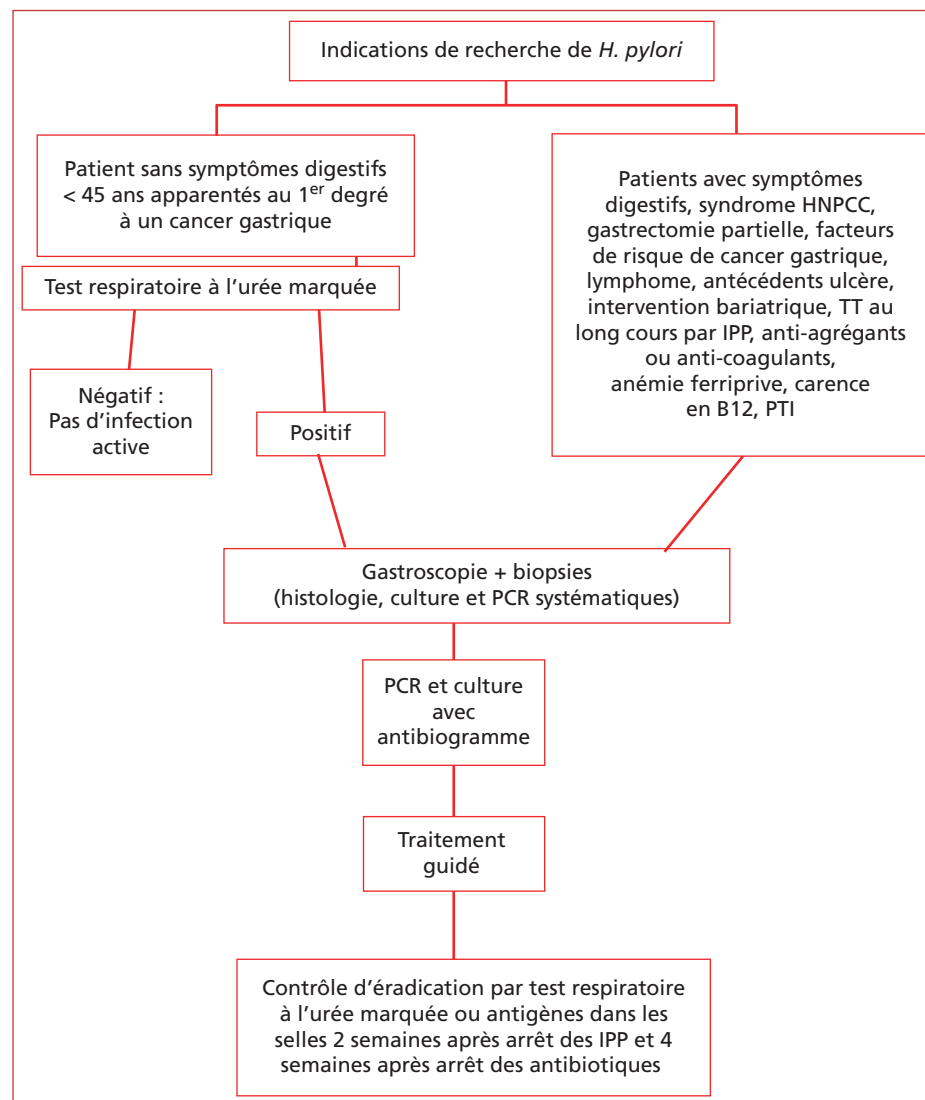 Indications de recherche de H. pylori
Patient sans symptômes digestifs
< 45 ans apparentés au 1er degré
à un cancer gastrique
Test respiratoire à l’urée marquée
Négatif :
Pas d’infection
active
Positif
Patients avec symptômes
digestifs, syndrome HNPCC,
gastrectomie partielle, facteurs
de risque de cancer gastrique,
lymphome, antécédents ulcère,
intervention bariatrique, TT au
long cours par IPP, anti-agrégants
ou anti-coagulants,
anémie ferriprive, carence
en B12, PTI
Gastroscopie + biopsies
(histologie, culture et PCR systématiques)
PCR et culture
avec
antibiogramme
Traitement
guidé
Contrôle d’éradication par test respiratoire
à l’urée marquée ou antigènes dans les
selles 2 semaines après arrêt des IPP et 4
semaines après arrêt des antibiotiques